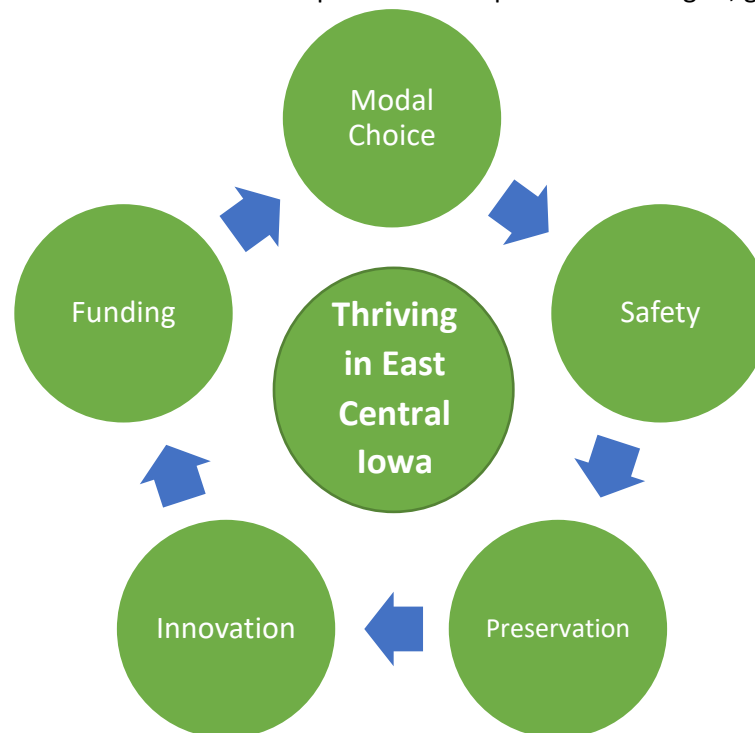 Modal
Choice
Funding
Safety
Thriving
in East
Central
Iowa
Innovation
Preservation